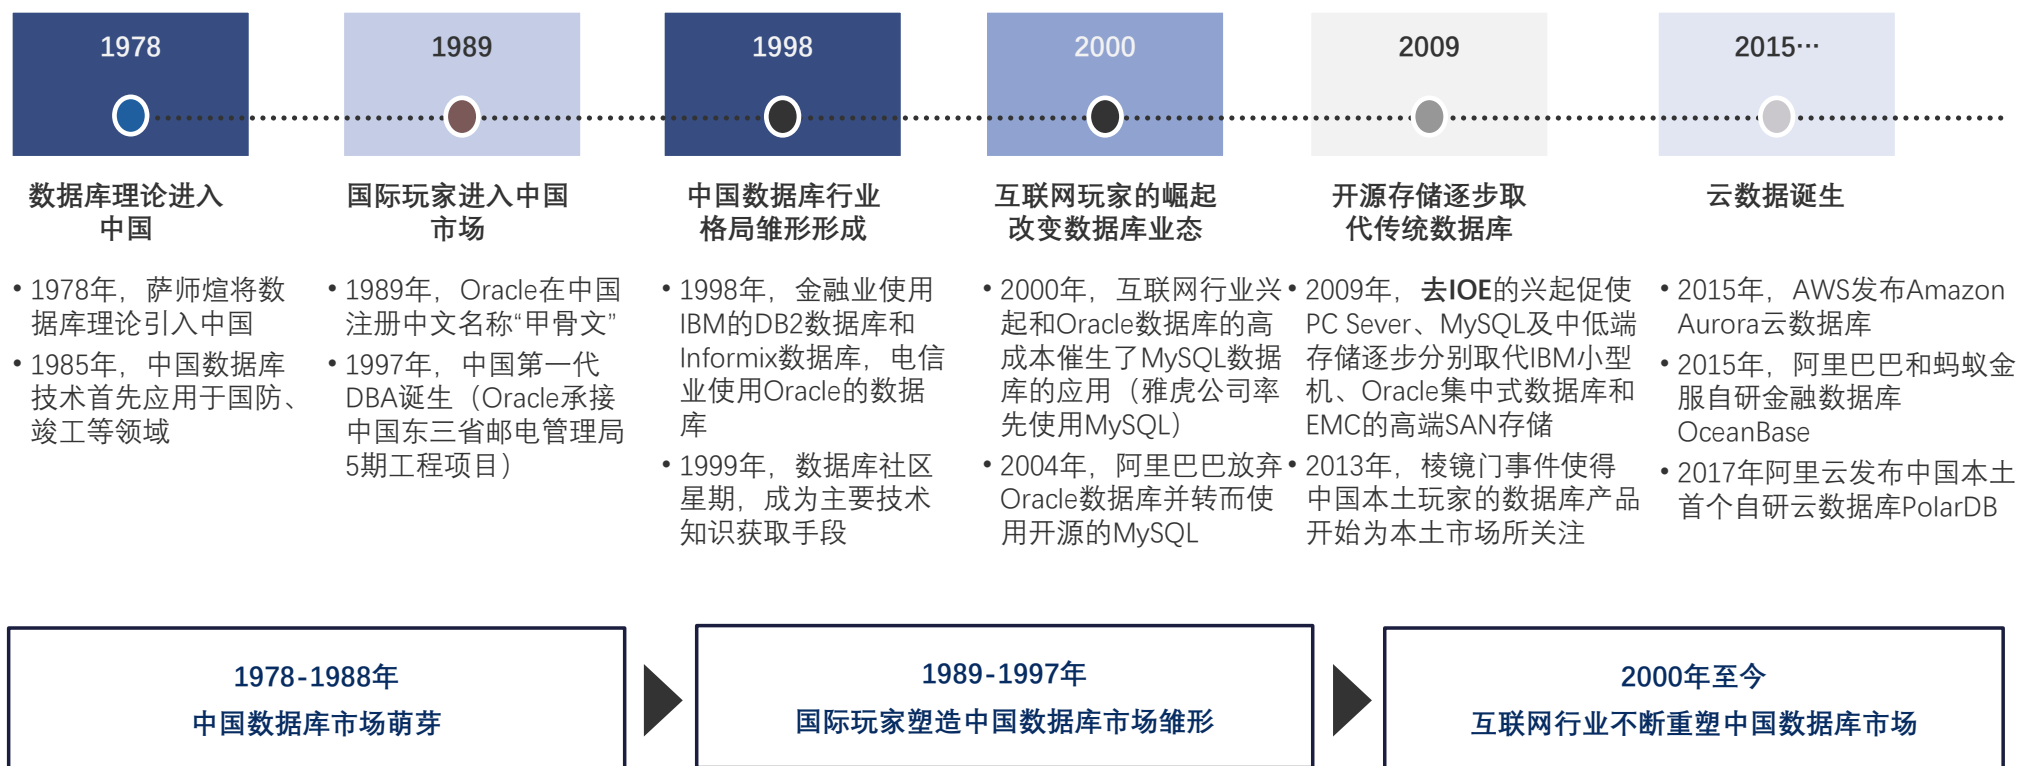 1978
1989
1998
2000
2009
2015…
数据库理论进入
中国
国际玩家进入中国
市场
中国数据库行业
格局雏形形成
互联网玩家的崛起
改变数据库业态
开源存储逐步取
代传统数据库
云数据诞生
• 1978年，萨师煊将数
据库理论引入中国
• 1985年，中国数据库
技术首先应用于国防、
竣工等领域
• 1989年，Oracle在中国
注册中文名称“甲骨文”
• 1997年，中国第一代
DBA诞生（Oracle承接
中国东三省邮电管理局
5期工程项目）
• 1998年，金融业使用
IBM的DB2数据库和
Informix数据库，电信
业使用Oracle的数据
库
• 1999年，数据库社区
星期，成为主要技术
知识获取手段
• 2000年，互联网行业兴
起和Oracle数据库的高
成本催生了MySQL数据
库的应用（雅虎公司率
先使用MySQL）
• 2004年，阿里巴巴放弃
Oracle数据库并转而使
用开源的MySQL
• 2009年，去IOE的兴起促使
PC Sever、MySQL及中低端
存储逐步分别取代IBM小型
机、Oracle集中式数据库和
EMC的高端SAN存储
• 2013年，棱镜门事件使得
中国本土玩家的数据库产品
开始为本土市场所关注
• 2015年，AWS发布Amazon
Aurora云数据库
• 2015年，阿里巴巴和蚂蚁金
服自研金融数据库
OceanBase
• 2017年阿里云发布中国本土
首个自研云数据库PolarDB
1978-1988年
中国数据库市场萌芽
1989-1997年
国际玩家塑造中国数据库市场雏形
2000年至今
互联网行业不断重塑中国数据库市场